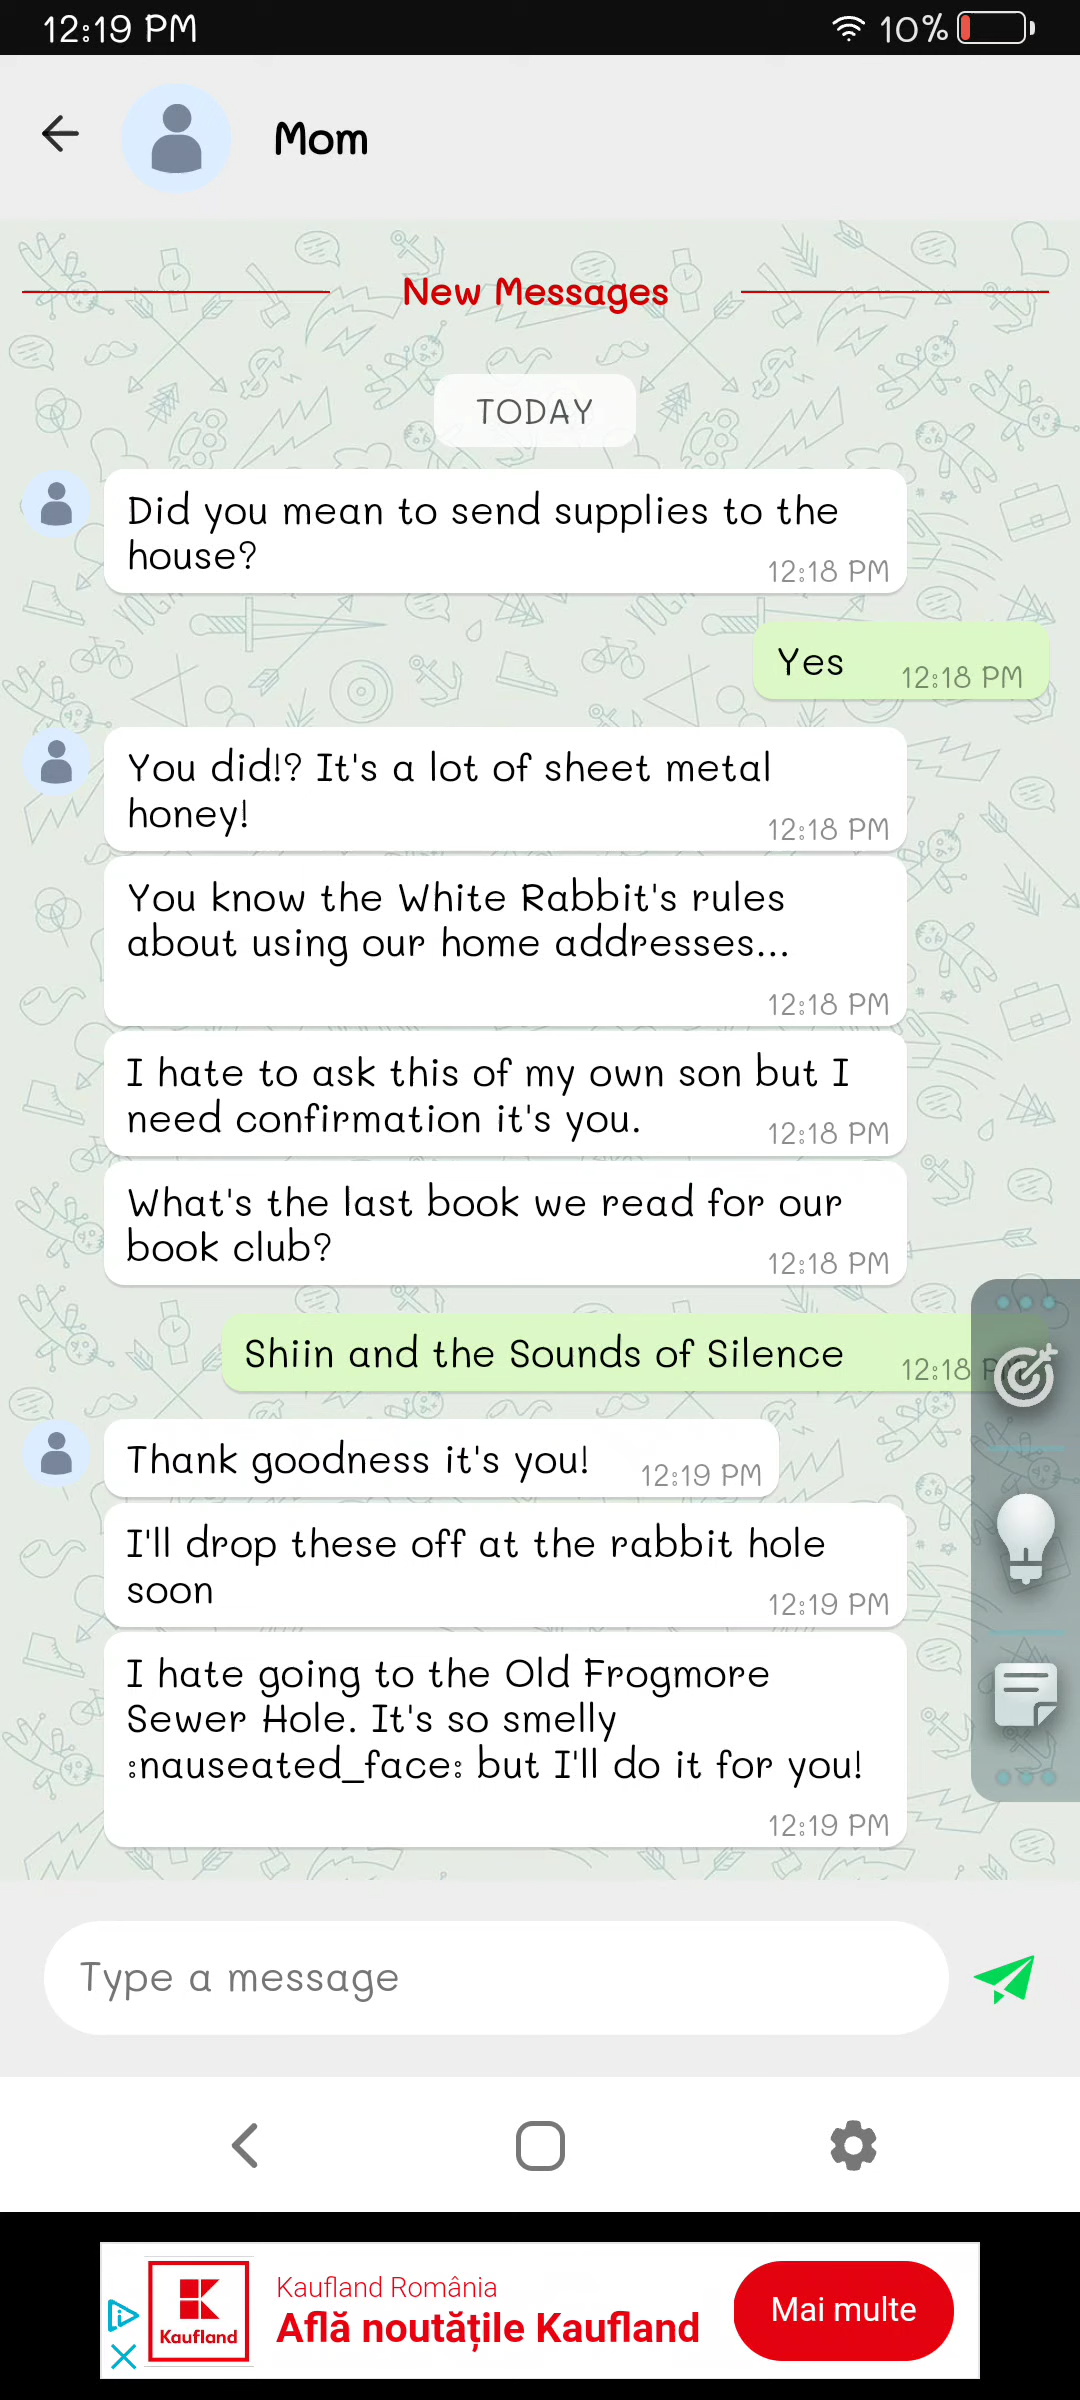 12:19 PM
10%
Mom
New Messages
TODAY
Did you mean to send supplies to the
house?
12:18 PM
Yes
12:18 PM
You did!? It's a lot of sheet metal
honey!
12:18 PM
You know the White Rabbit's rules
about using our home addresses...
12:18 PM
I hate to ask this of my own son but I
need confirmation it's you.
12:18 PM
What's the last book we read for our
book club?
12:18 PM
Shiin and the Sounds of Silence
12:18 PM
Thank goodness it's you!
12:19 PM
I'll drop these off at the rabbit hole
soon
12:19 PM
I hate going to the Old Frogmore
Sewer Hole. It's so smelly
:nauseated_face: but I'll do it for you!
12:19 PM
Type a message
Kaufland
Kaufland România
Află noutățile Kaufland
Mai multe